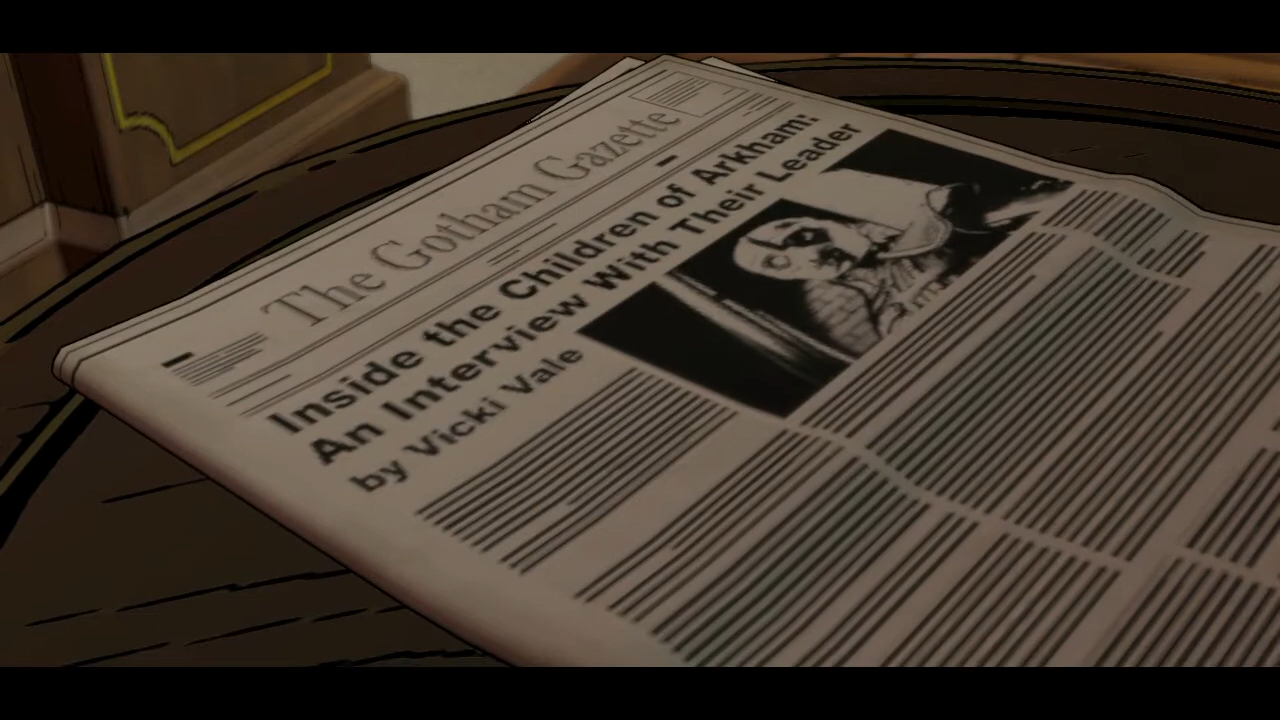 The Gotham Gazette
Inside the Children of Arkham:
An Interview With Their Leader
by Vicki Vale